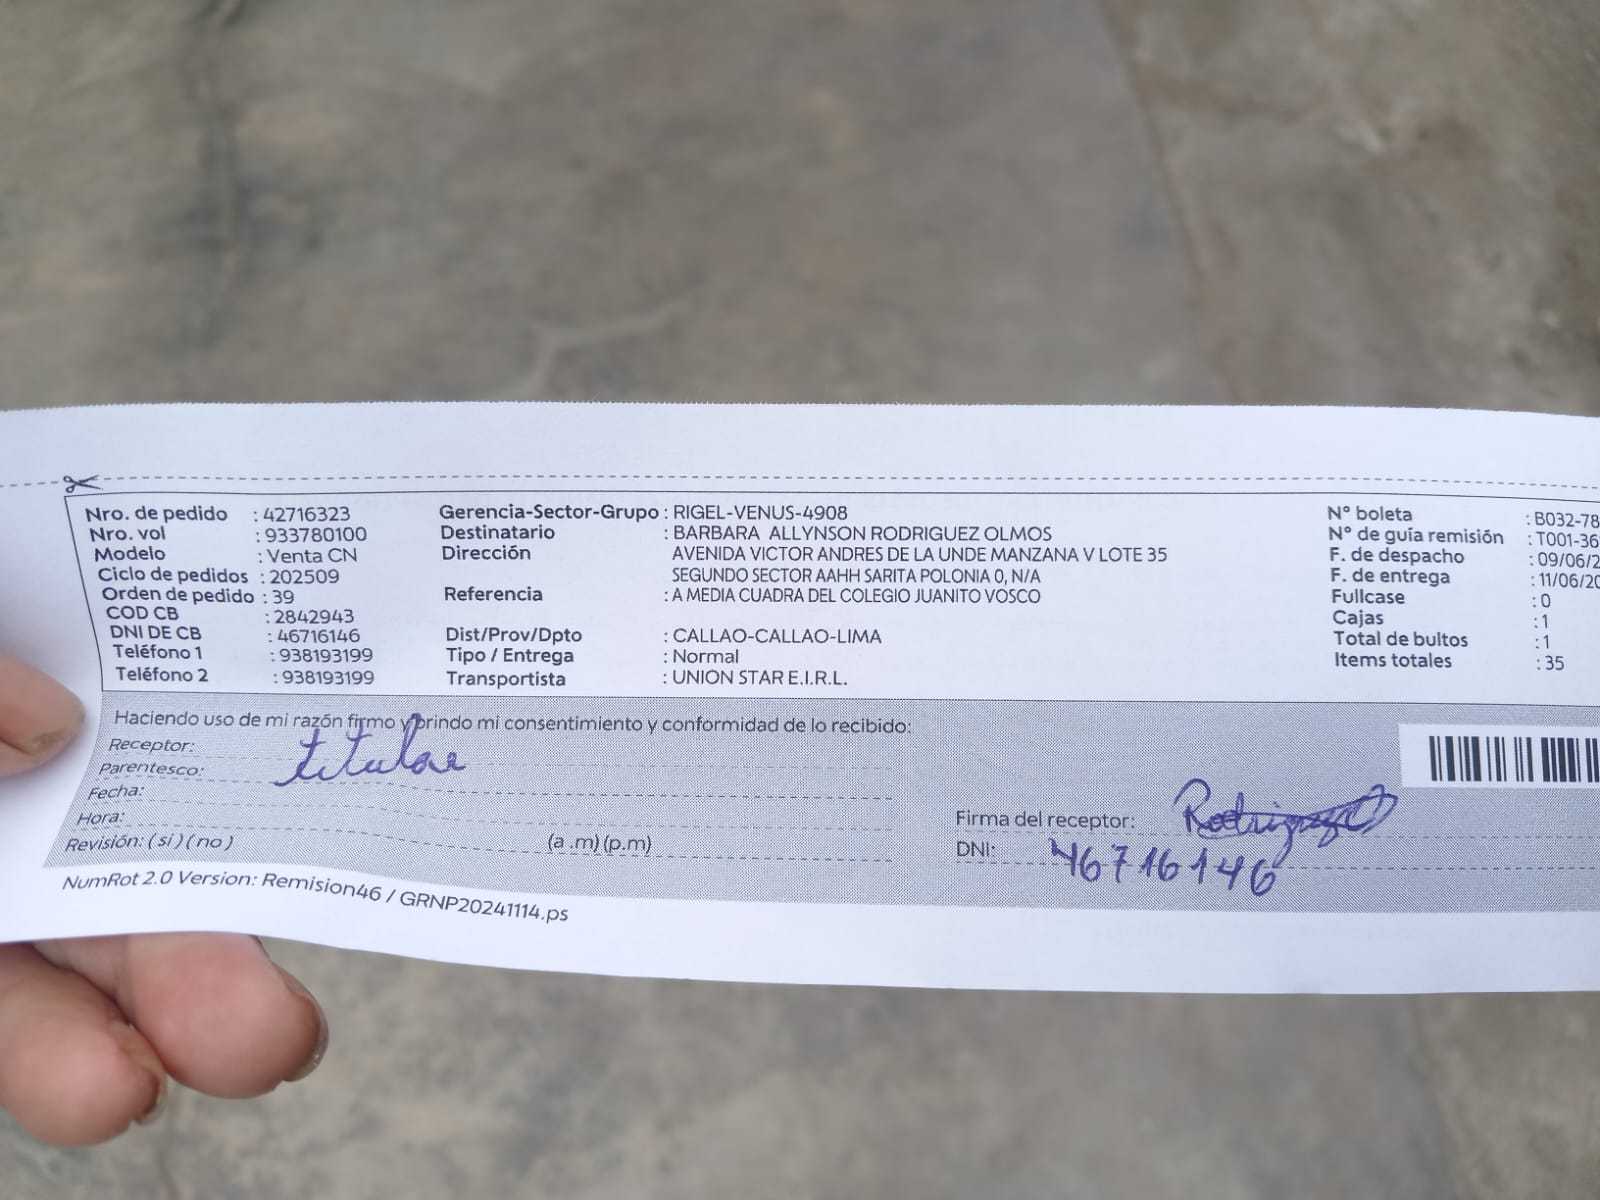 Nro. de pedido : 42716323
Nro. vol : 933780100
Modelo : Venta CN
Ciclo de pedidos : 202509
Orden de pedido : 39
COD CB : 2842943
DNI DE CB : 46716146
Teléfono 1 : 938193199
Teléfono 2 : 938193199
Gerencia-Sector-Grupo : RIGEL-VENUS-4908
Destinatario : BARBARA ALLYNSON RODRIGUEZ OLMOS
Dirección AVENIDA VICTOR ANDRES DE LA UNDE MANZANA V LOTE 35
SEGUNDO SECTOR AAHH SARITA POLONIA 0, N/A
Referencia : A MEDIA CUADRA DEL COLEGIO JUANITO VOSCO
Dist/Prov/Dpto : CALLAO-CALLAO-LIMA
Tipo / Entrega : Normal
Transportista : UNION STAR E.I.R.L.
N° boleta : B032-78
N° de guía remisión : T001-36
F. de despacho : 09/06/2
F. de entrega : 11/06/20
Fullcase : 0
Cajas : 1
Total de bultos : 1
Items totales : 35
Haciendo uso de mi razón firmo y brindo mi consentimiento y conformidad de lo recibido:
Receptor:
Parentesco: titular
Fecha:
Hora:
Revisión: ( si ) ( no ) (a .m) (p.m)
Firma del receptor: Rodriguez
DNI: 46716146
NumRot 2.0 Version: Remision46 / GRNP20241114.ps